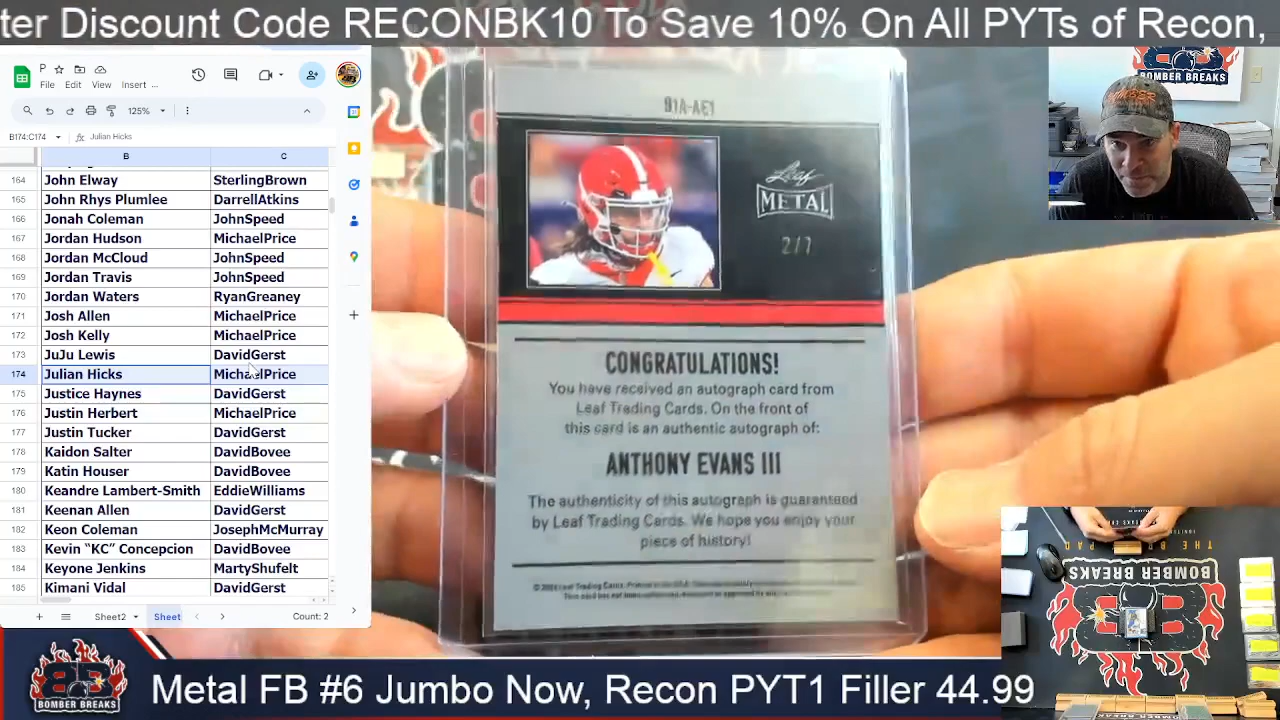 ter Discount Code RECONBK10 To Save 10% On All PYTs of Recon,
P
File Edit View Insert ...
125%
B174:C174 fx Julian Hicks
B C
164 John Elway SterlingBrown
165 John Rhys Plumlee DarrellAtkins
166 Jonah Coleman JohnSpeed
167 Jordan Hudson MichaelPrice
168 Jordan McCloud JohnSpeed
169 Jordan Travis JohnSpeed
170 Jordan Waters RyanGreaney
171 Josh Allen MichaelPrice
172 Josh Kelly MichaelPrice
173 JuJu Lewis DavidGerst
174 Julian Hicks MichaelPrice
175 Justice Haynes DavidGerst
176 Justin Herbert MichaelPrice
177 Justin Tucker DavidGerst
178 Kaidon Salter DavidBovee
179 Katin Houser DavidBovee
180 Keandre Lambert-Smith EddieWilliams
181 Keenan Allen DavidGerst
182 Keon Coleman JosephMcMurray
183 Kevin “KC” Concepcion DavidBovee
184 Keyone Jenkins MartyShufelt
185 Kimani Vidal DavidGerst
Sheet2 Sheet Count: 2
B1A-AE1
Leaf
METAL
2/7
CONGRATULATIONS!
You have received an autograph card from
Leaf Trading Cards. On the front of
this card is an authentic autograph of:
ANTHONY EVANS III
The authenticity of this autograph is guaranteed
by Leaf Trading Cards. We hope you enjoy your
piece of history!
BOMBER BREAKS
THE BOMB PAD
BOMBER BREAKS
BOMBER BREAKS
Metal FB #6 Jumbo Now, Recon PYT1 Filler 44.99